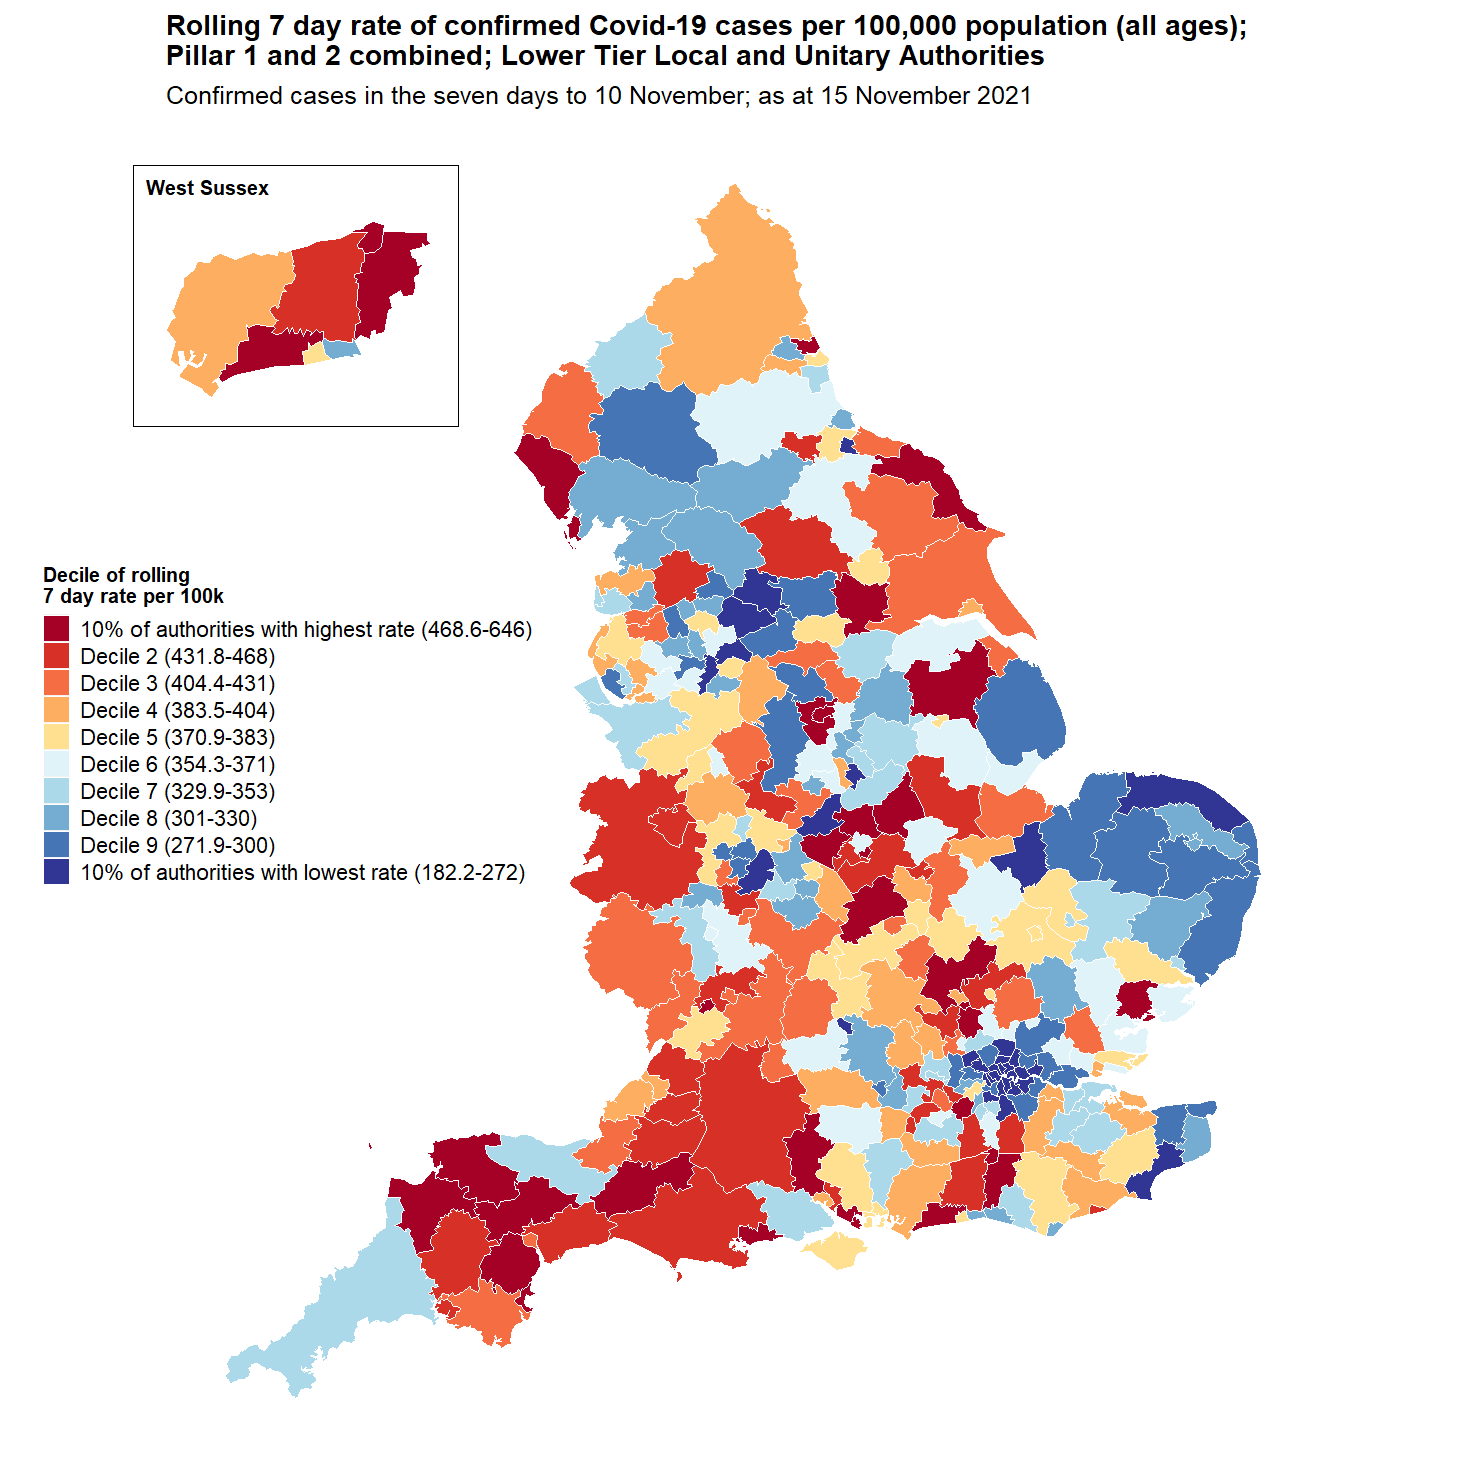 Rolling 7 day rate of confirmed Covid-19 cases per 100,000 population (all ages);
Pillar 1 and 2 combined; Lower Tier Local and Unitary Authorities
Confirmed cases in the seven days to 10 November; as at 15 November 2021
West Sussex
Decile of rolling
7 day rate per 100k
10% of authorities with highest rate (468.6-646)
Decile 2 (431.8-468)
Decile 3 (404.4-431)
Decile 4 (383.5-404)
Decile 5 (370.9-383)
Decile 6 (354.3-371)
Decile 7 (329.9-353)
Decile 8 (301-330)
Decile 9 (271.9-300)
10% of authorities with lowest rate (182.2-272)